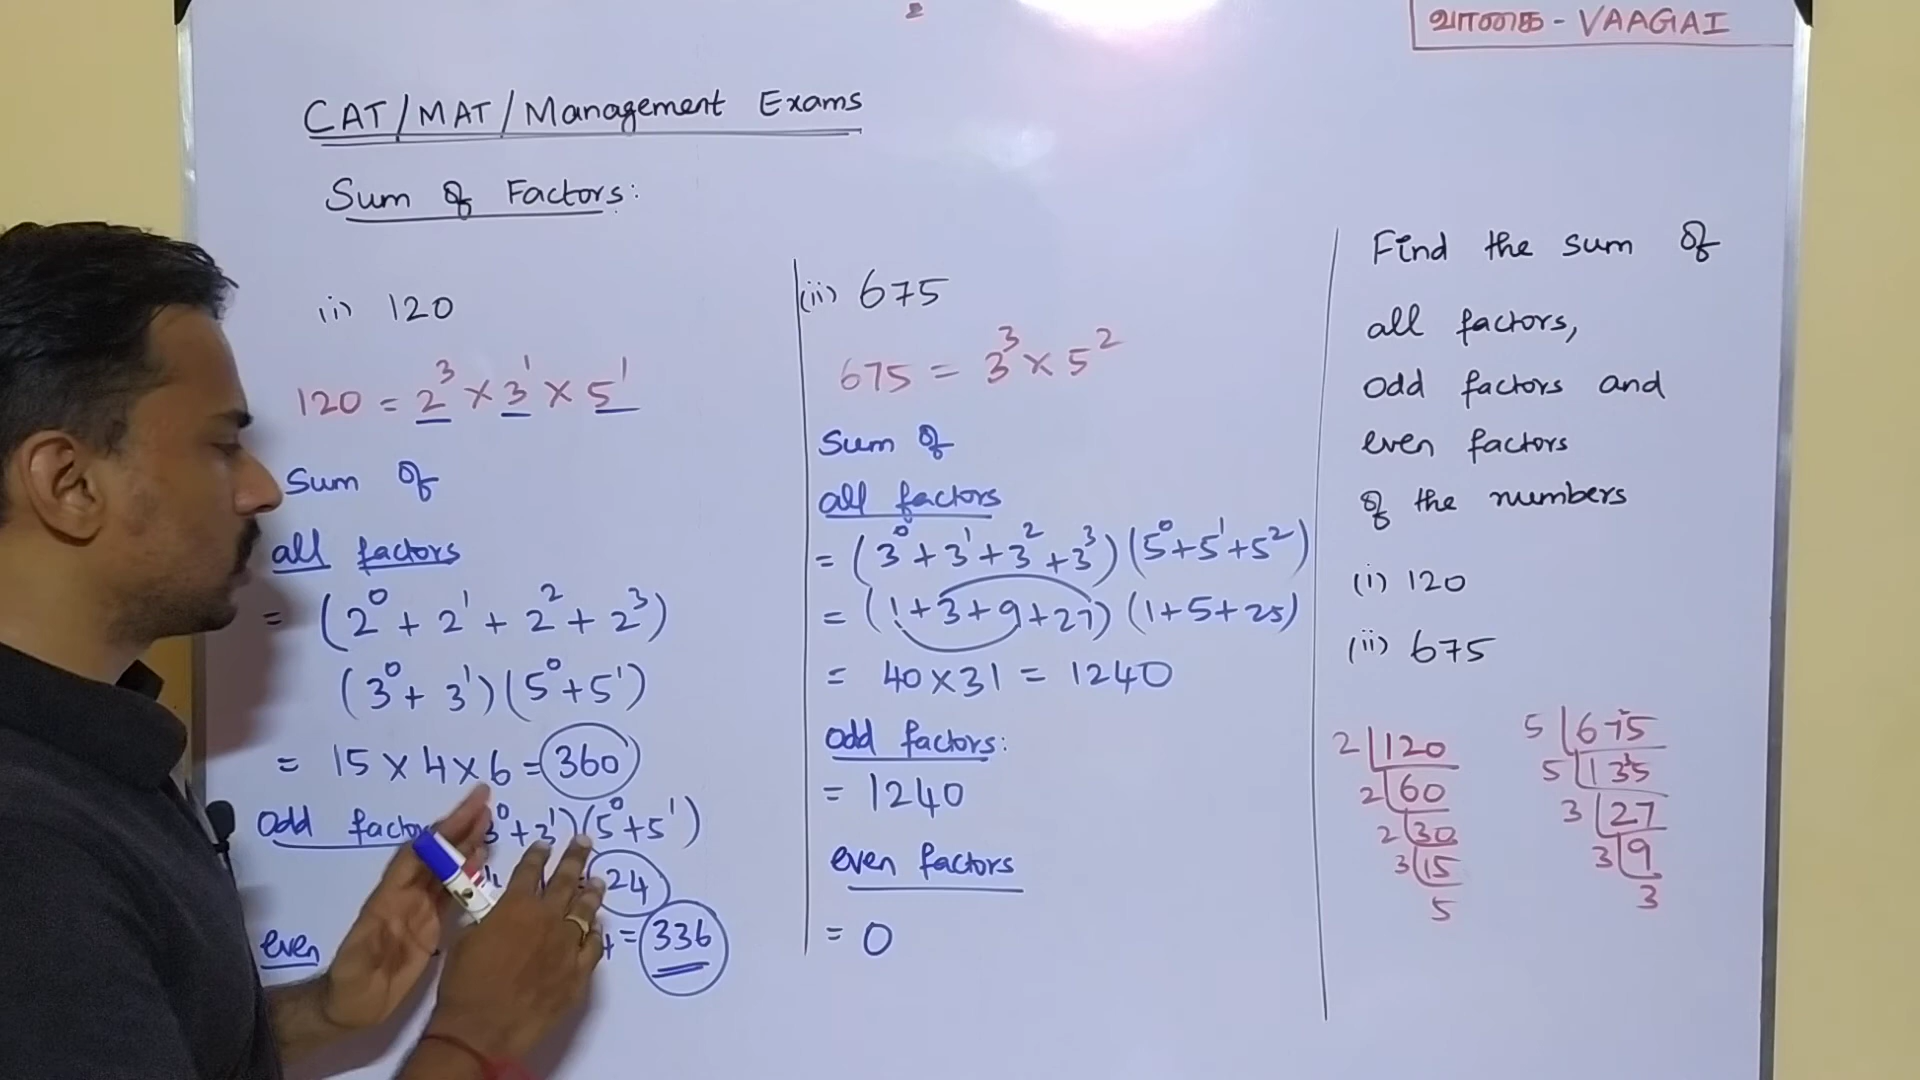 வாகை - VAAGAI
CAT/MAT/Management Exams
Sum of Factors:
(i) 120
120 = 2³ × 3¹ × 5¹
Sum of
all factors
= (2⁰ + 2¹ + 2² + 2³)
(3⁰ + 3¹)(5⁰ + 5¹)
= 15 × 4 × 6 = 360
Odd 3⁰ + 3¹)(5⁰ + 5¹)
= 24
even = 336
(ii) 675
675 = 3³ × 5²
Sum of
all factors
= (3⁰ + 3¹ + 3² + 3³)(5⁰ + 5¹ + 5²)
= (1 + 3 + 9 + 27)(1 + 5 + 25)
= 40 × 31 = 1240
odd factors:
= 1240
even factors
= 0
Find the sum of
all factors,
odd factors and
even factors
of the numbers
(i) 120
(ii) 675
2 120
2 60
2 30
3 15
5
5 675
5 135
3 27
3 9
3